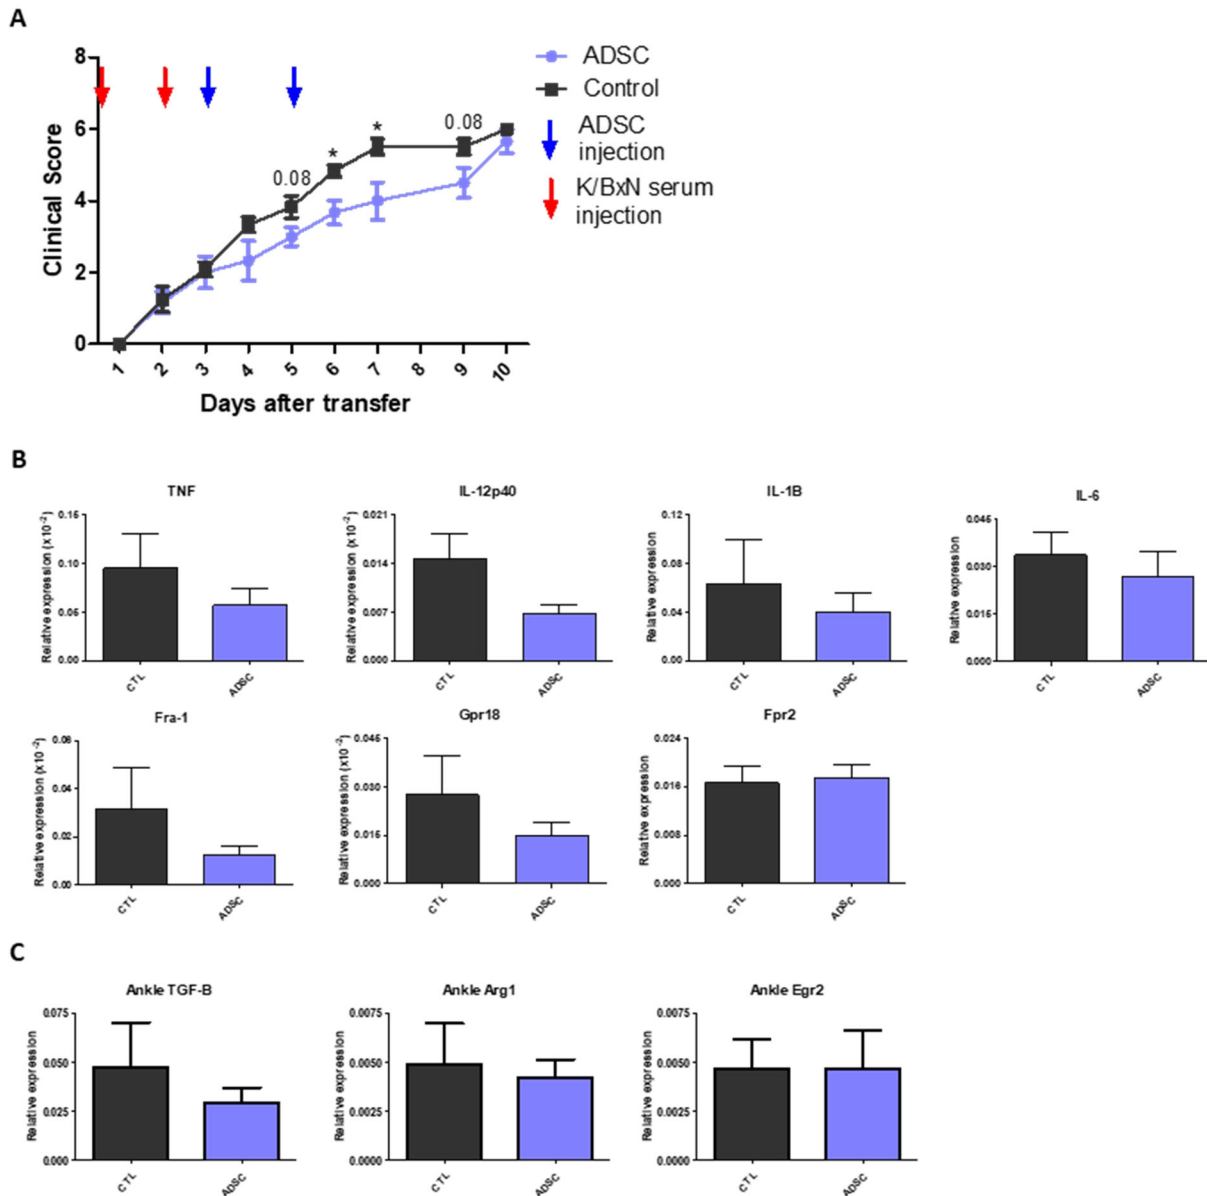 A
ADSC
Control
ADSC
injection
K/BxN serum
injection
Clinical Score
8
6
4
2
0
0.08
*
*
0.08
1 2 3 4 5 6 7 8 9 10
Days after transfer
B
TNF
Relative expression (x10⁻²)
0.15
0.10
0.05
0.00
CTL
ADSC
IL-12p40
Relative expression (x10⁻²)
0.021
0.014
0.007
0.000
CTL
ADSC
IL-1B
Relative expression
0.12
0.08
0.04
0.00
CTL
ADSC
IL-6
Relative expression
0.045
0.030
0.015
0.000
CTL
ADSC
Fra-1
Relative expression (x10⁻²)
0.06
0.04
0.02
0.00
CTL
ADSC
Gpr18
Relative expression (x10⁻²)
0.045
0.030
0.015
0.000
CTL
ADSC
Fpr2
Relative expression
0.024
0.016
0.008
0.000
CTL
ADSC
C
Ankle TGF-B
Relative expression
0.075
0.050
0.025
0.000
CTL
ADSC
Ankle Arg1
Relative expression
0.0075
0.0050
0.0025
0.0000
CTL
ADSC
Ankle Egr2
Relative expression
0.0075
0.0050
0.0025
0.0000
CTL
ADSC